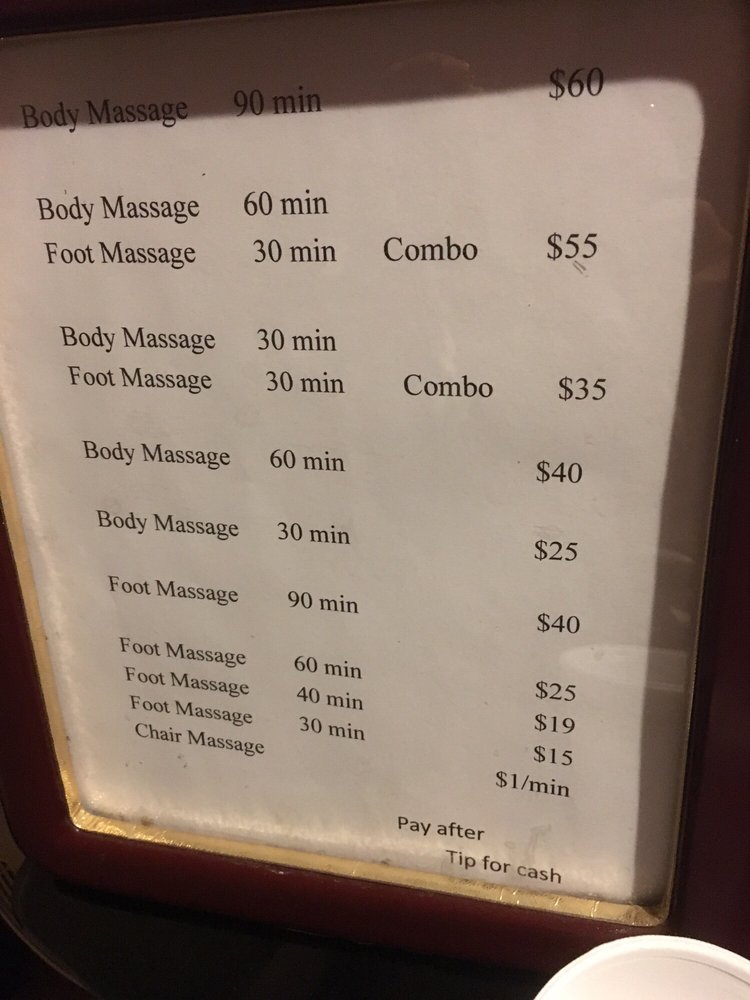 Body Massage 90 min $60
Body Massage 60 min
Foot Massage 30 min Combo $55
Body Massage 30 min
Foot Massage 30 min Combo $35
Body Massage 60 min $40
Body Massage 30 min $25
Foot Massage 90 min $40
Foot Massage 60 min $25
Foot Massage 40 min $19
Foot Massage 30 min $15
Chair Massage $1/min
Pay after
Tip for cash